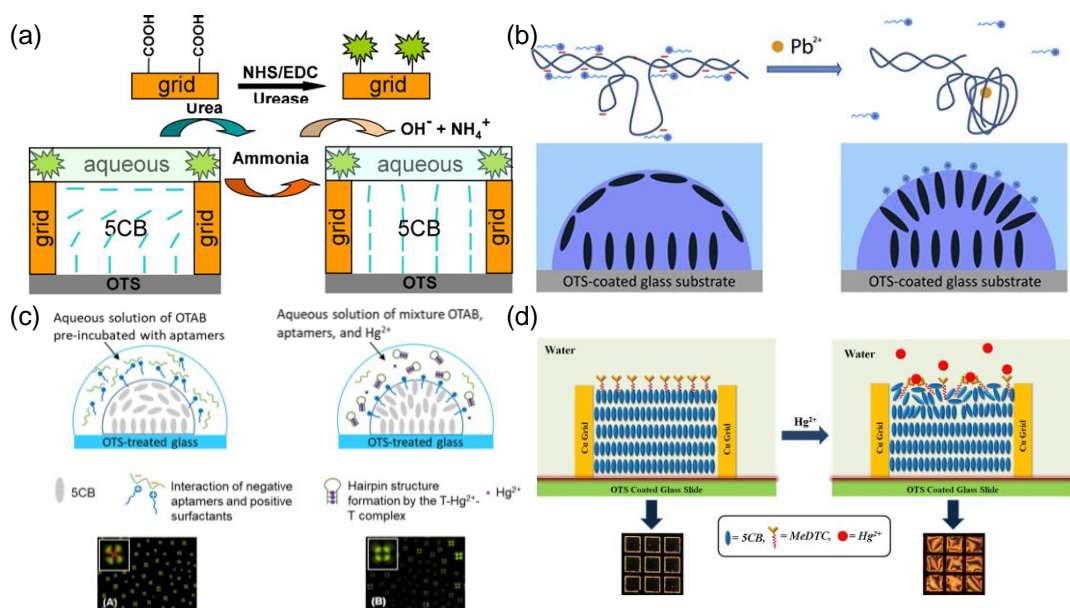 (a)
COOH
COOH
grid
NHS/EDC
Urease
grid
Urea
OH⁻ + NH₄⁺
aqueous
Ammonia
aqueous
grid
5CB
grid
grid
5CB
grid
OTS
OTS
(b)
Pb²⁺
OTS-coated glass substrate
OTS-coated glass substrate
(c)
Aqueous solution of OTAB
pre-incubated with aptamers
Aqueous solution of mixture OTAB,
aptamers, and Hg²⁺
OTS-treated glass
OTS-treated glass
5CB
Interaction of negative
aptamers and positive
surfactants
Hairpin structure
formation by the T-Hg²⁺-
T complex
Hg²⁺
(A)
(B)
(d)
Water
Water
Cu Grid
Cu Grid
Hg²⁺
Cu Grid
Cu Grid
OTS Coated Glass Slide
OTS Coated Glass Slide
= 5CB, = MeDTC, = Hg²⁺